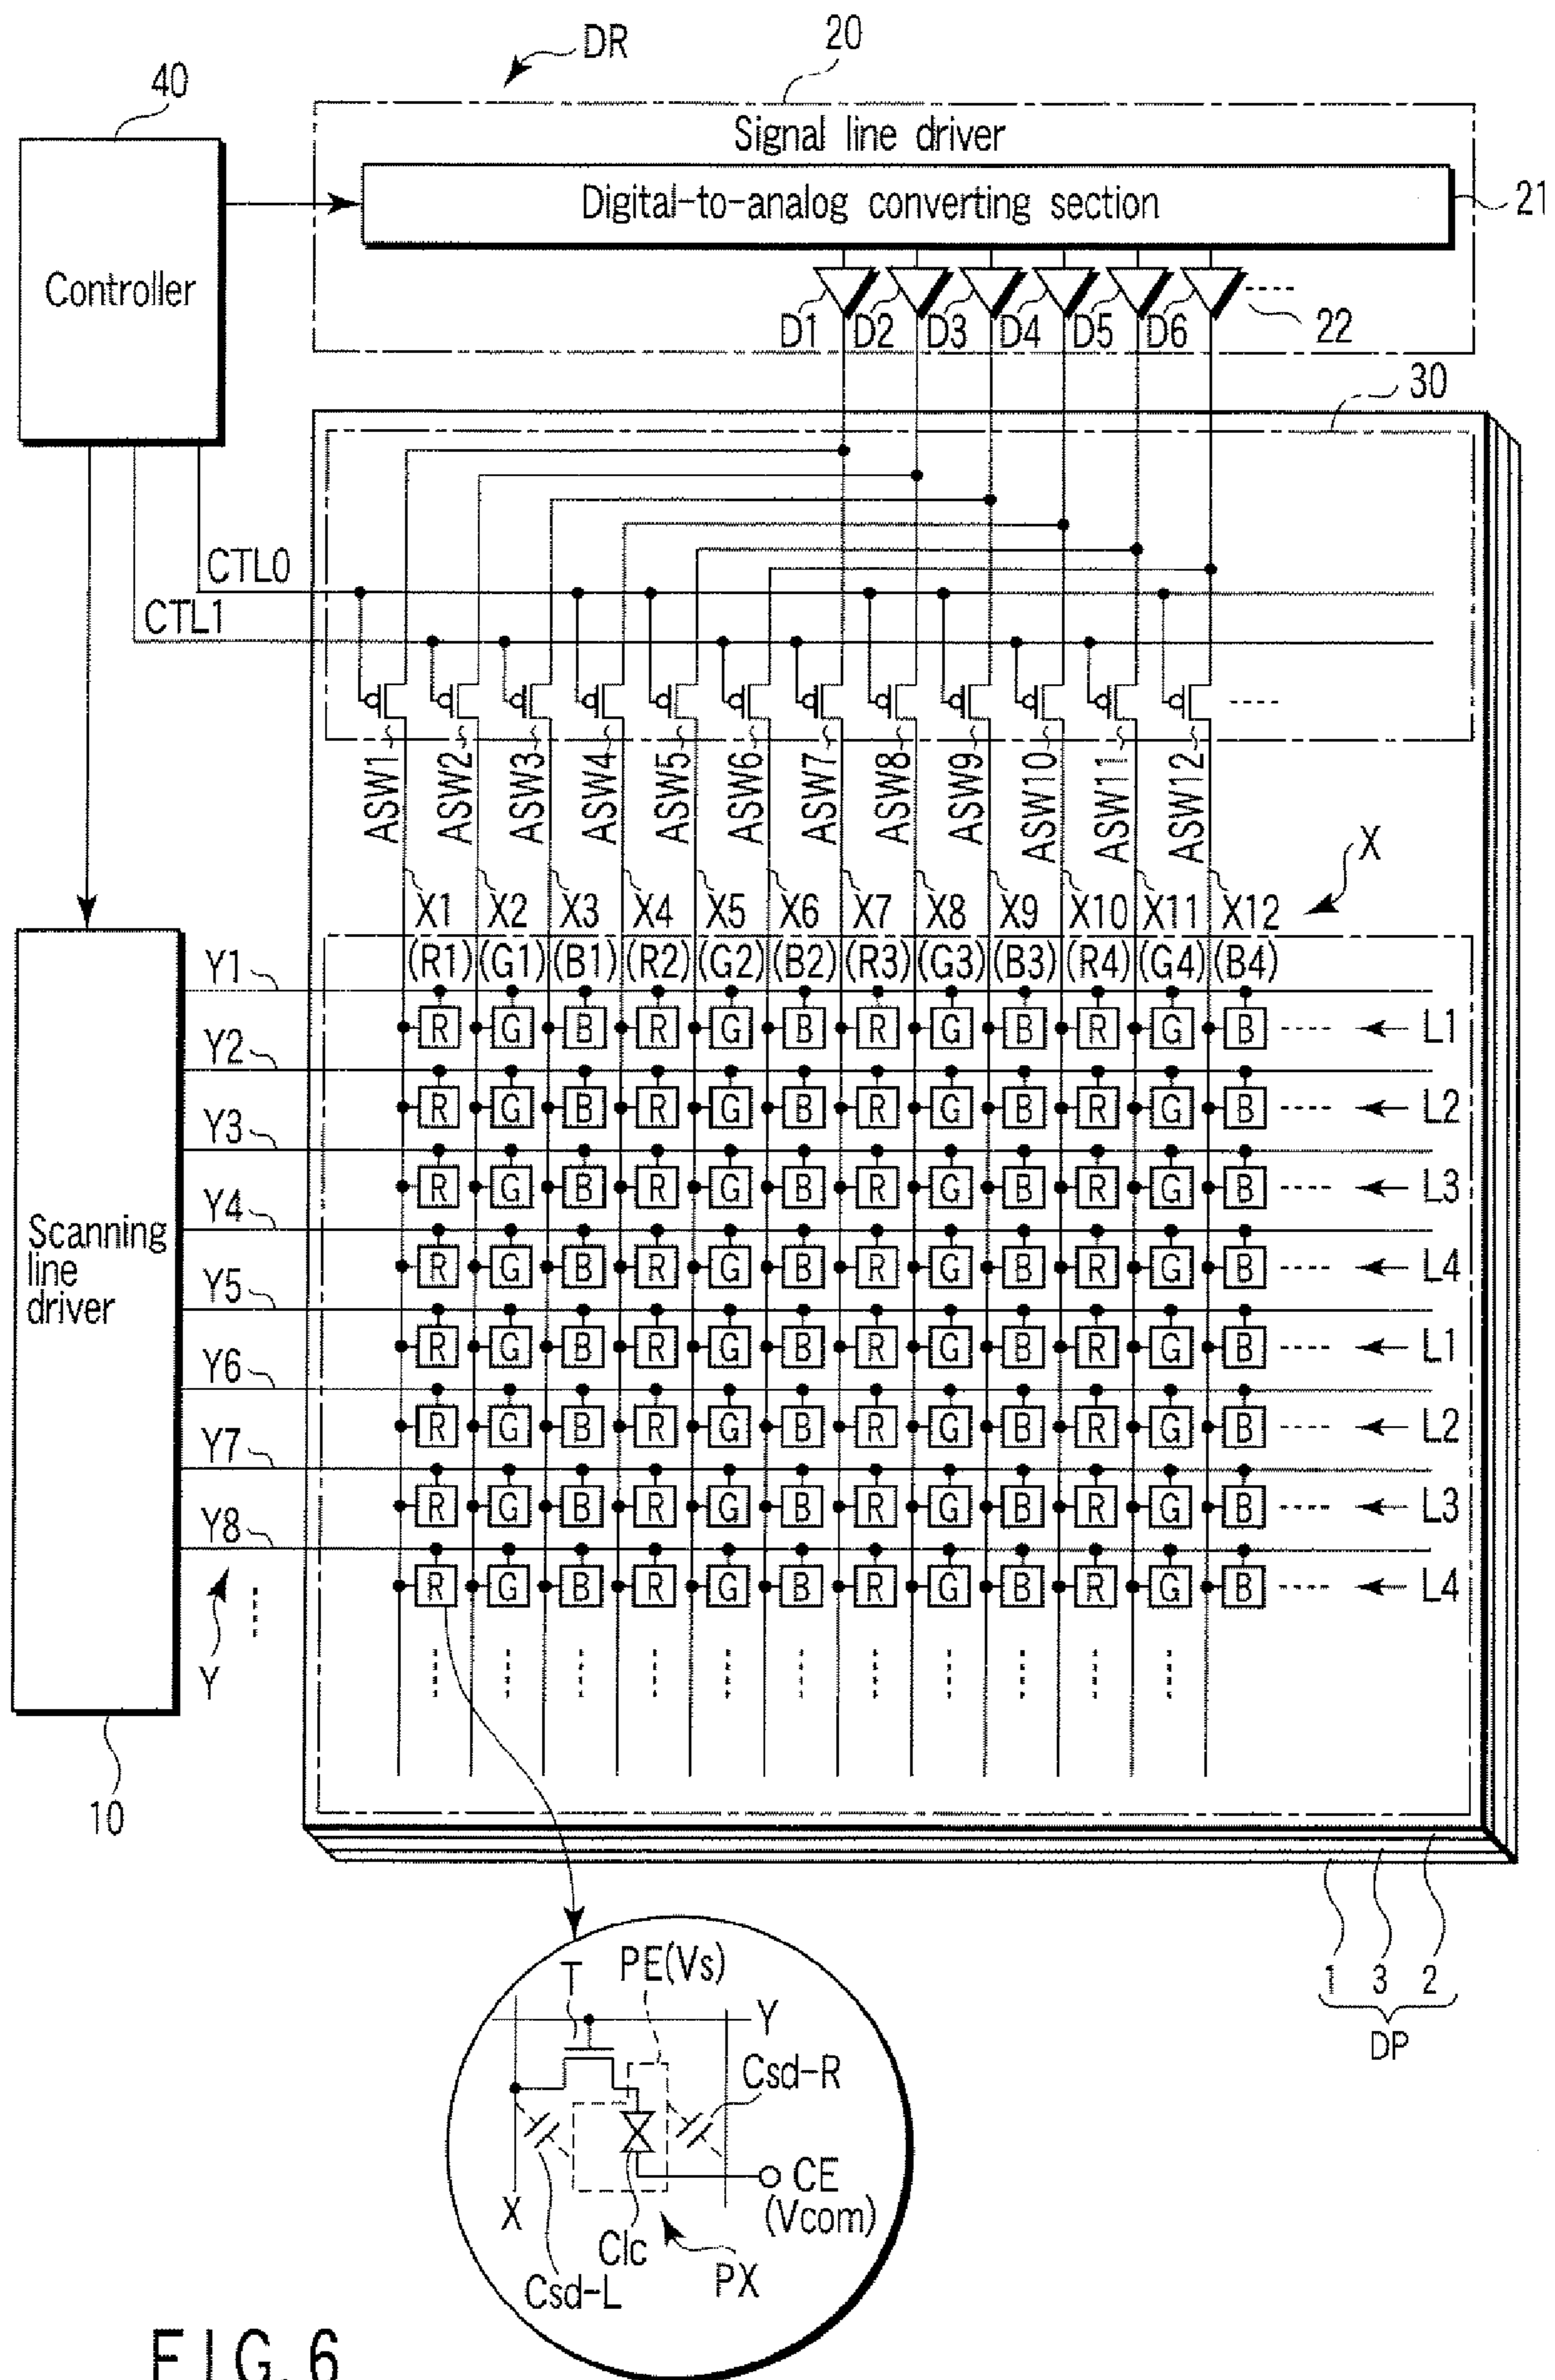 DR
20
40
Signal line driver
Digital-to-analog converting section
21
Controller
D1 D2 D3 D4 D5 D6
22
30
CTL0
CTL1
ASW1 ASW2 ASW3 ASW4 ASW5 ASW6 ASW7 ASW8 ASW9 ASW10 ASW11 ASW12
X
X1 X2 X3 X4 X5 X6 X7 X8 X9 X10 X11 X12
(R1) (G1) (B1) (R2) (G2) (B2) (R3) (G3) (B3) (R4) (G4) (B4)
Y1
R G B R G B R G B R G B L1
Y2
R G B R G B R G B R G B L2
Y3
R G B R G B R G B R G B L3
Y4
R G B R G B R G B R G B L4
Scanning
line
driver
Y5
R G B R G B R G B R G B L1
Y6
R G B R G B R G B R G B L2
Y7
R G B R G B R G B R G B L3
Y8
R G B R G B R G B R G B L4
Y
10
1 3 2
DP
T
PE(Vs)
Y
Csd-R
X
CE
(Vcom)
Clc
PX
Csd-L
FIG. 6